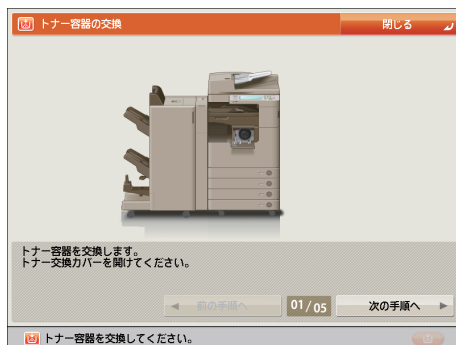 トナー容器の交換
閉じる
トナー容器を交換します。
トナー交換カバーを開けてください。
前の手順へ
01/05
次の手順へ
トナー容器を交換してください。